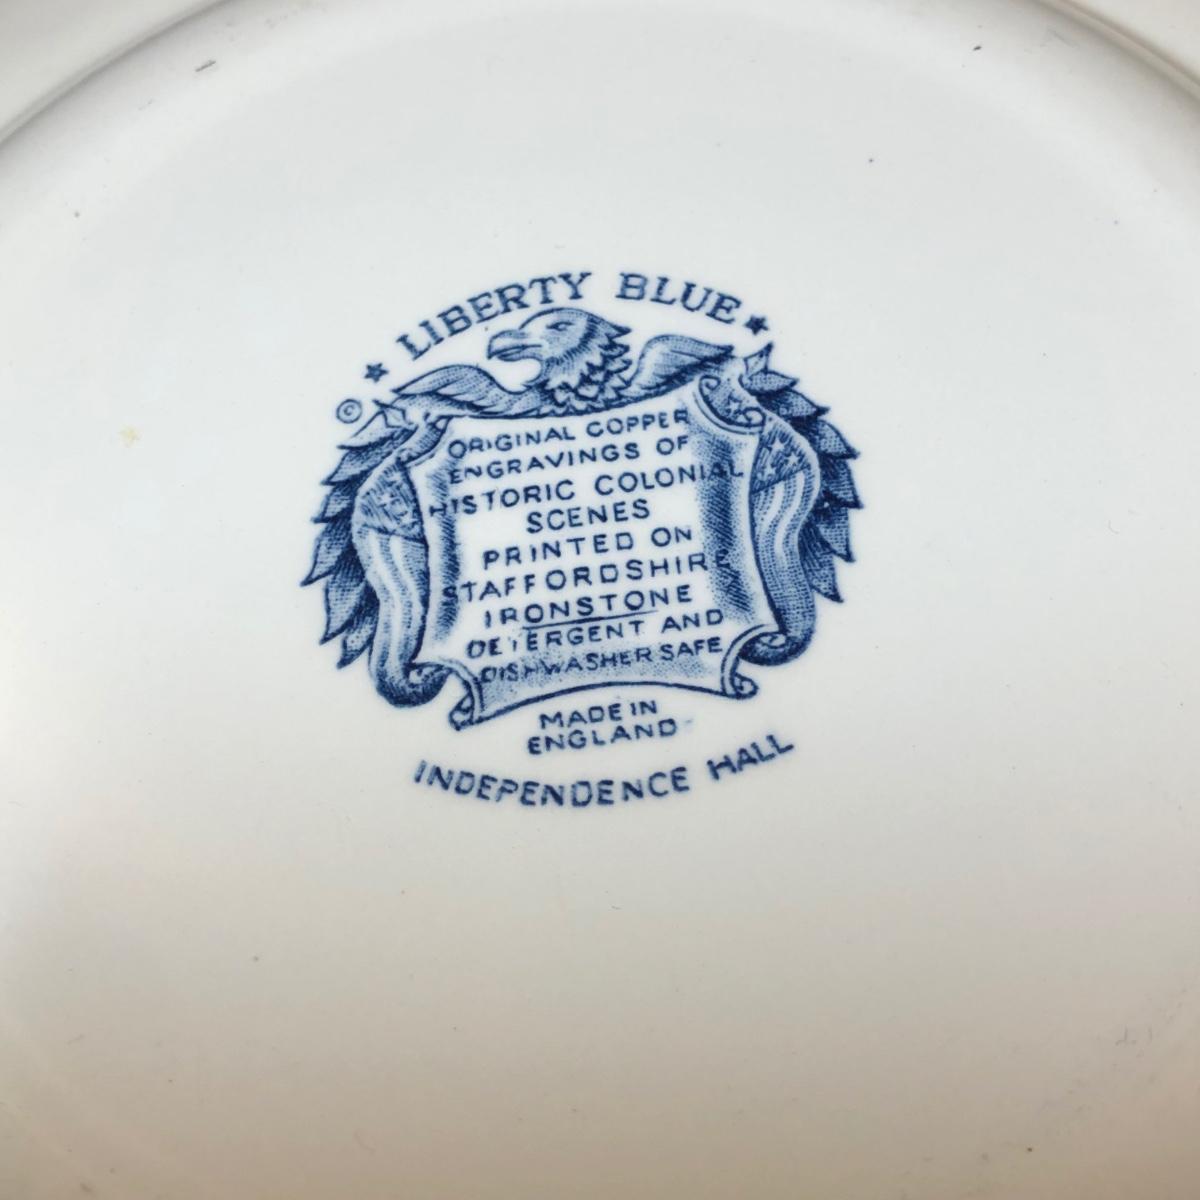 LIBERTY BLUE
©
ORIGINAL COPPER
ENGRAVINGS OF
HISTORIC COLONIAL
SCENES
PRINTED ON
STAFFORDSHIRE
IRONSTONE
DETERGENT AND
DISHWASHER SAFE
MADE IN
ENGLAND
INDEPENDENCE HALL